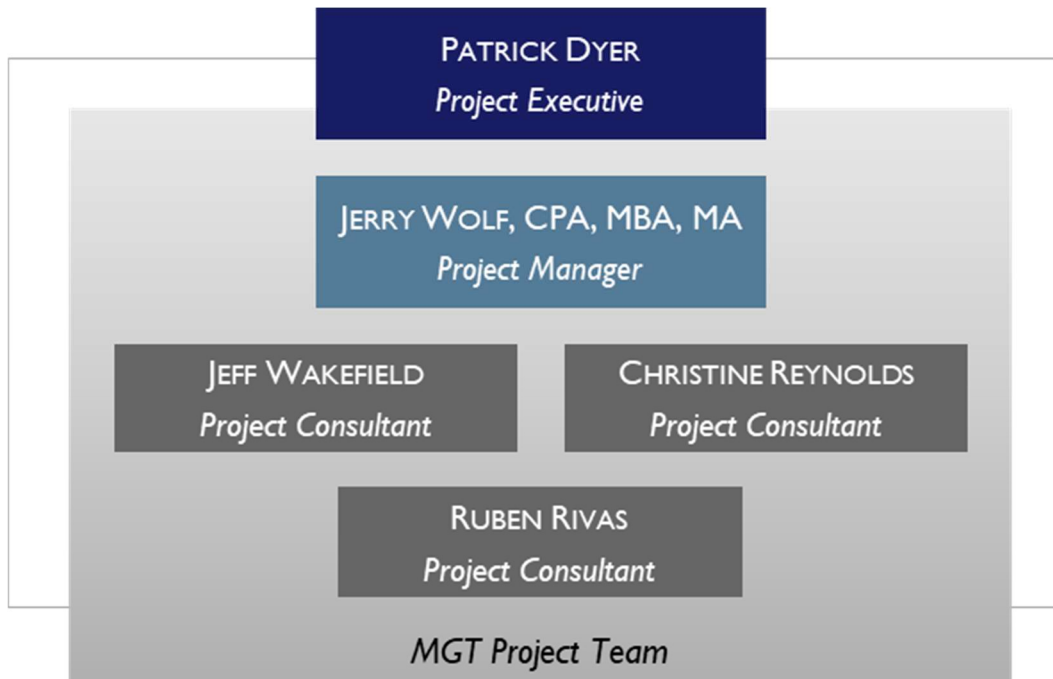 PATRICK DYER
Project Executive
JERRY WOLF, CPA, MBA, MA
Project Manager
JEFF WAKEFIELD
Project Consultant
CHRISTINE REYNOLDS
Project Consultant
RUBEN RIVAS
Project Consultant
MGT Project Team